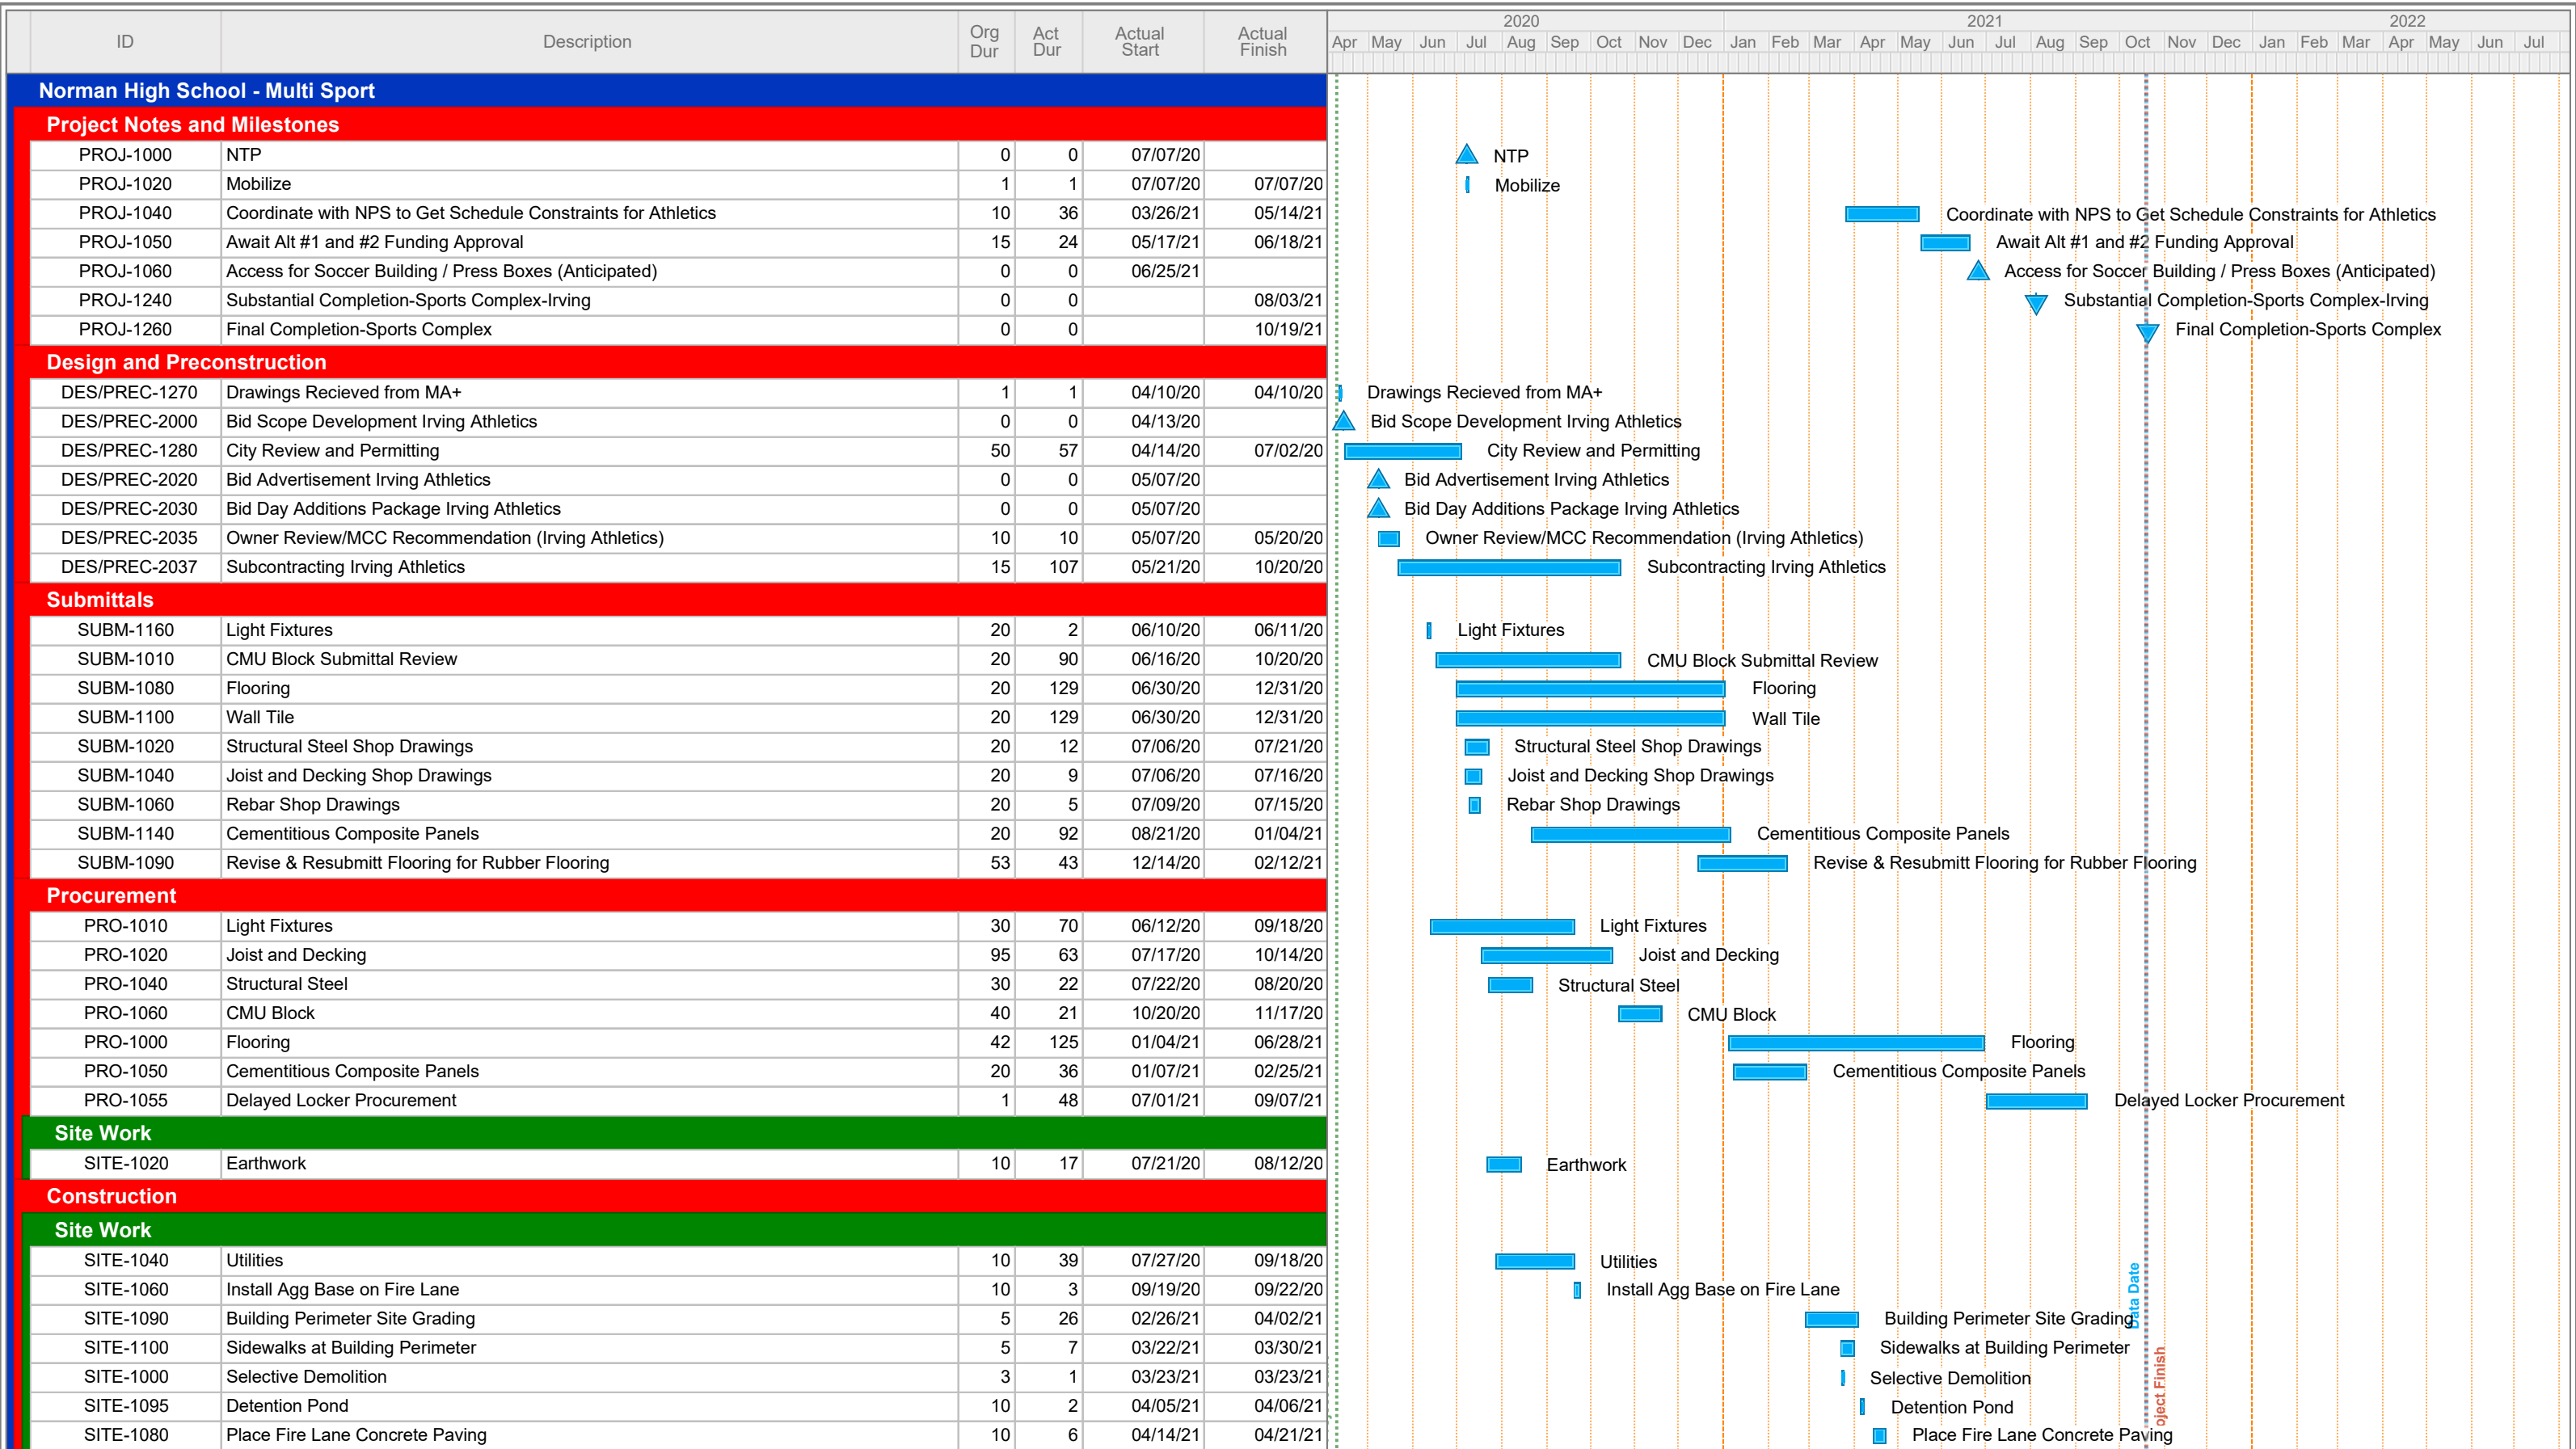 2020 2021 2022
ID Description Org Dur Act Dur Actual Start Actual Finish Apr May Jun Jul Aug Sep Oct Nov Dec Jan Feb Mar Apr May Jun Jul Aug Sep Oct Nov Dec Jan Feb Mar Apr May Jun Jul
Norman High School - Multi Sport
Project Notes and Milestones
PROJ-1000 NTP 0 0 07/07/20 NTP
PROJ-1020 Mobilize 1 1 07/07/20 07/07/20 Mobilize
PROJ-1040 Coordinate with NPS to Get Schedule Constraints for Athletics 10 36 03/26/21 05/14/21 Coordinate with NPS to Get Schedule Constraints for Athletics
PROJ-1050 Await Alt #1 and #2 Funding Approval 15 24 05/17/21 06/18/21 Await Alt #1 and #2 Funding Approval
PROJ-1060 Access for Soccer Building / Press Boxes (Anticipated) 0 0 06/25/21 Access for Soccer Building / Press Boxes (Anticipated)
PROJ-1240 Substantial Completion-Sports Complex-Irving 0 0 08/03/21 Substantial Completion-Sports Complex-Irving
PROJ-1260 Final Completion-Sports Complex 0 0 10/19/21 Final Completion-Sports Complex
Design and Preconstruction
DES/PREC-1270 Drawings Recieved from MA+ 1 1 04/10/20 04/10/20 Drawings Recieved from MA+
DES/PREC-2000 Bid Scope Development Irving Athletics 0 0 04/13/20 Bid Scope Development Irving Athletics
DES/PREC-1280 City Review and Permitting 50 57 04/14/20 07/02/20 City Review and Permitting
DES/PREC-2020 Bid Advertisement Irving Athletics 0 0 05/07/20 Bid Advertisement Irving Athletics
DES/PREC-2030 Bid Day Additions Package Irving Athletics 0 0 05/07/20 Bid Day Additions Package Irving Athletics
DES/PREC-2035 Owner Review/MCC Recommendation (Irving Athletics) 10 10 05/07/20 05/20/20 Owner Review/MCC Recommendation (Irving Athletics)
DES/PREC-2037 Subcontracting Irving Athletics 15 107 05/21/20 10/20/20 Subcontracting Irving Athletics
Submittals
SUBM-1160 Light Fixtures 20 2 06/10/20 06/11/20 Light Fixtures
SUBM-1010 CMU Block Submittal Review 20 90 06/16/20 10/20/20 CMU Block Submittal Review
SUBM-1080 Flooring 20 129 06/30/20 12/31/20 Flooring
SUBM-1100 Wall Tile 20 129 06/30/20 12/31/20 Wall Tile
SUBM-1020 Structural Steel Shop Drawings 20 12 07/06/20 07/21/20 Structural Steel Shop Drawings
SUBM-1040 Joist and Decking Shop Drawings 20 9 07/06/20 07/16/20 Joist and Decking Shop Drawings
SUBM-1060 Rebar Shop Drawings 20 5 07/09/20 07/15/20 Rebar Shop Drawings
SUBM-1140 Cementitious Composite Panels 20 92 08/21/20 01/04/21 Cementitious Composite Panels
SUBM-1090 Revise & Resubmitt Flooring for Rubber Flooring 53 43 12/14/20 02/12/21 Revise & Resubmitt Flooring for Rubber Flooring
Procurement
PRO-1010 Light Fixtures 30 70 06/12/20 09/18/20 Light Fixtures
PRO-1020 Joist and Decking 95 63 07/17/20 10/14/20 Joist and Decking
PRO-1040 Structural Steel 30 22 07/22/20 08/20/20 Structural Steel
PRO-1060 CMU Block 40 21 10/20/20 11/17/20 CMU Block
PRO-1000 Flooring 42 125 01/04/21 06/28/21 Flooring
PRO-1050 Cementitious Composite Panels 20 36 01/07/21 02/25/21 Cementitious Composite Panels
PRO-1055 Delayed Locker Procurement 1 48 07/01/21 09/07/21 Delayed Locker Procurement
Site Work
SITE-1020 Earthwork 10 17 07/21/20 08/12/20 Earthwork
Construction
Site Work
SITE-1040 Utilities 10 39 07/27/20 09/18/20 Utilities
SITE-1060 Install Agg Base on Fire Lane 10 3 09/19/20 09/22/20 Install Agg Base on Fire Lane
SITE-1090 Building Perimeter Site Grading 5 26 02/26/21 04/02/21 Building Perimeter Site Grading
Data Date
SITE-1100 Sidewalks at Building Perimeter 5 7 03/22/21 03/30/21 Sidewalks at Building Perimeter
SITE-1000 Selective Demolition 3 1 03/23/21 03/23/21 Selective Demolition
SITE-1095 Detention Pond 10 2 04/05/21 04/06/21 Detention Pond
SITE-1080 Place Fire Lane Concrete Paving 10 6 04/14/21 04/21/21 Place Fire Lane Concrete Paving
oject Finish